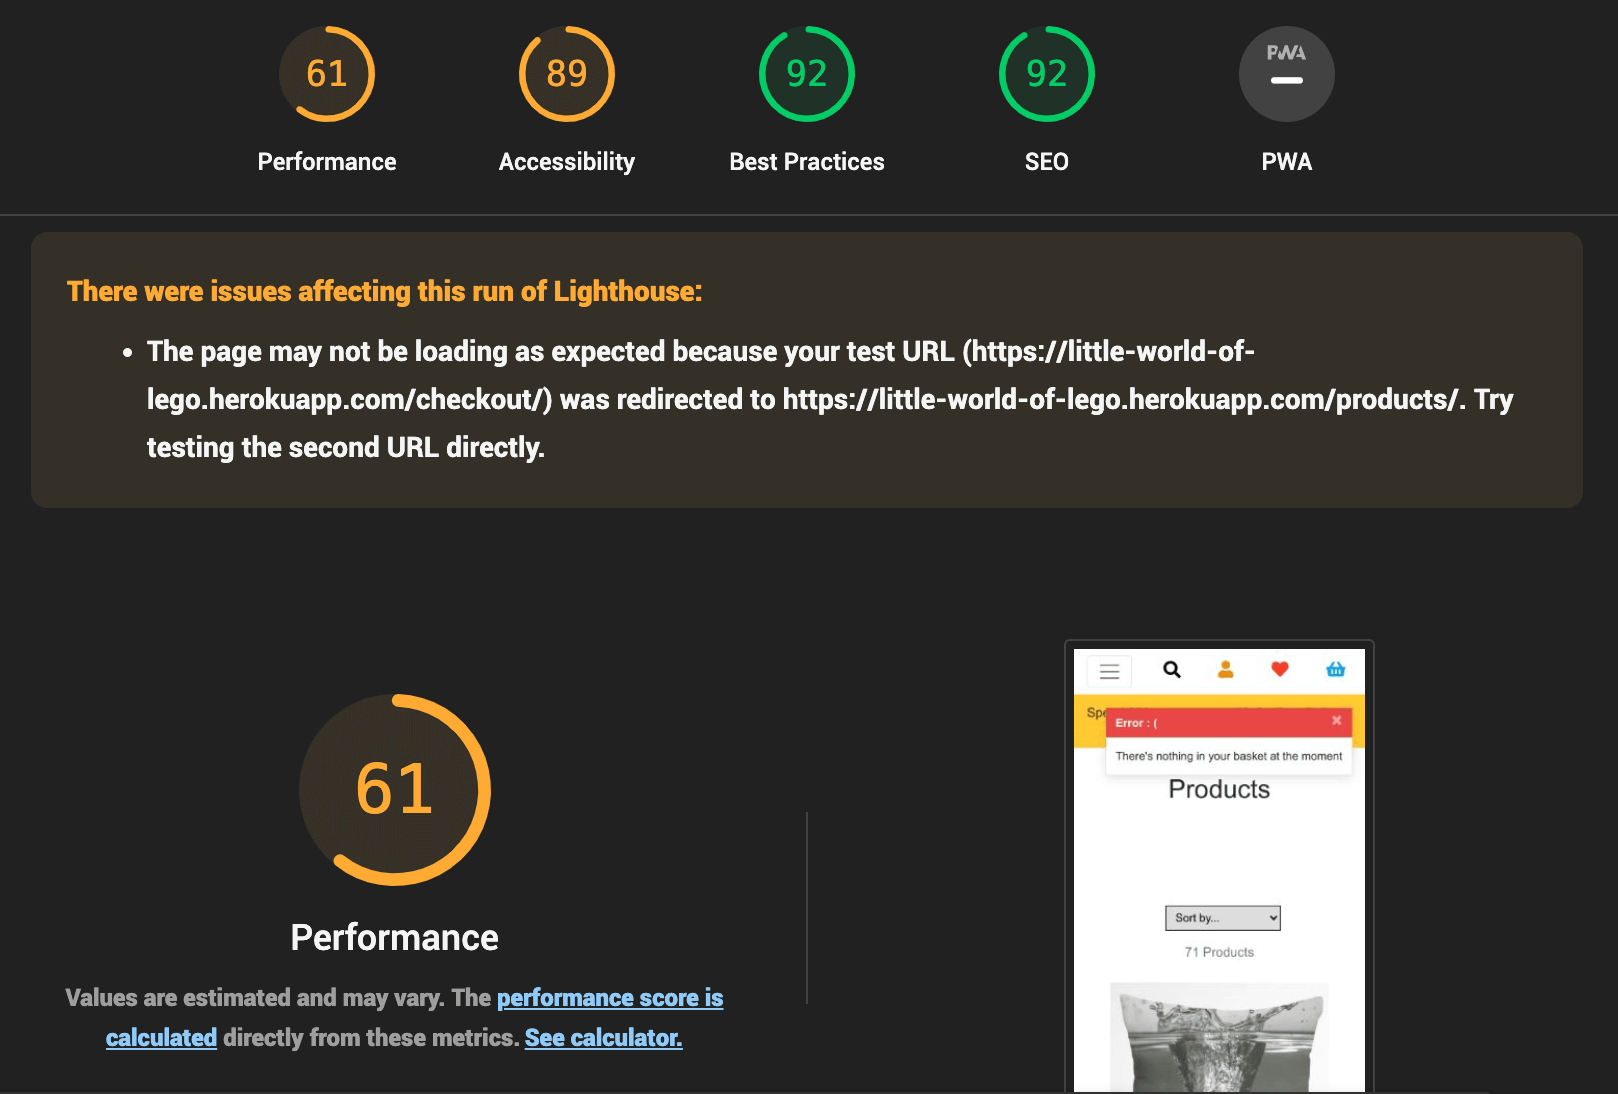 61
89
92
92
PWA
Performance
Accessibility
Best Practices
SEO
PWA
There were issues affecting this run of Lighthouse:
• The page may not be loading as expected because your test URL (https://little-world-of-
lego.herokuapp.com/checkout/) was redirected to https://little-world-of-lego.herokuapp.com/products/. Try
testing the second URL directly.
61
Performance
Values are estimated and may vary. The performance score is
calculated directly from these metrics. See calculator.
Error : (
There's nothing in your basket at the moment
Products
Sort by...
71 Products